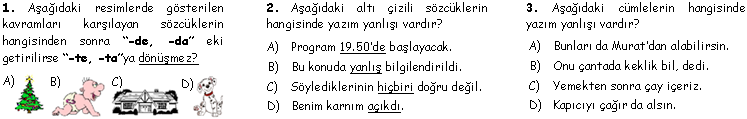 1. Aşağıdaki resimlerde gösterilen
kavramları karşılayan sözcüklerin
hangisinden sonra “-de, -da” eki
getirilirse “-te, -ta”ya dönüşmez?
A) B) C) D)
2. Aşağıdaki altı çizili sözcüklerin
hangisinde yazım yanlışı vardır?
A) Program 19.50’de başlayacak.
B) Bu konuda yanlış bilgilendirildi.
C) Söylediklerinin hiçbiri doğru değil.
D) Benim karnım açıkdı.
3. Aşağıdaki cümlelerin hangisinde
yazım yanlışı vardır?
A) Bunları da Murat’dan alabilirsin.
B) Onu çantada keklik bil, dedi.
C) Yemekten sonra çay içeriz.
D) Kapıcıyı çağır da alsın.